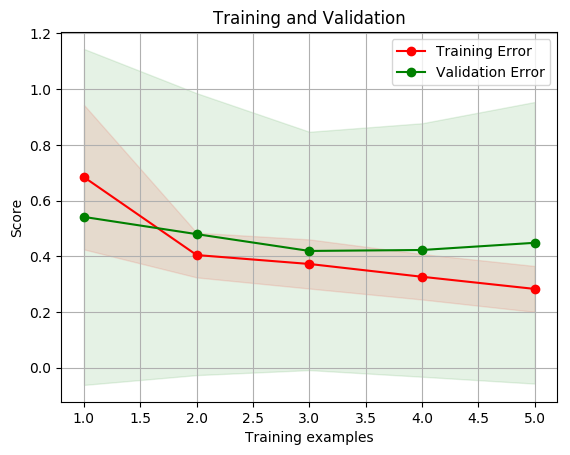 Training and Validation
1.2
1.0
0.8
0.6
0.4
0.2
0.0
Score
Training Error
Validation Error
1.0 1.5 2.0 2.5 3.0 3.5 4.0 4.5 5.0
Training examples